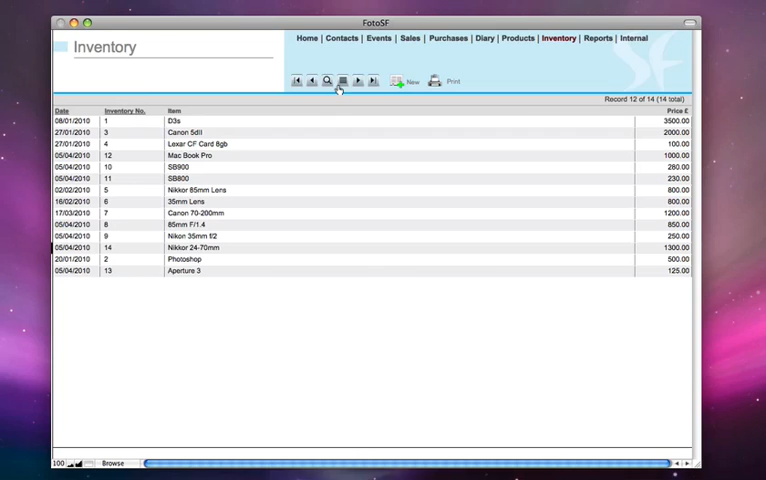 FotoSF
Inventory
Home | Contacts | Events | Sales | Purchases | Diary | Products | Inventory | Reports | Internal
New Print
Record 12 of 14 (14 total)
Date Inventory No. Item Price £
08/01/2010 1 D3s 3500.00
27/01/2010 3 Canon 5dII 2000.00
27/01/2010 4 Lexar CF Card 8gb 100.00
05/04/2010 12 Mac Book Pro 1000.00
05/04/2010 10 SB900 280.00
05/04/2010 11 SB800 230.00
02/02/2010 5 Nikkor 85mm Lens 800.00
16/02/2010 6 35mm Lens 800.00
17/03/2010 7 Canon 70-200mm 1200.00
05/04/2010 8 85mm F/1.4 850.00
05/04/2010 9 Nikon 35mm f/2 250.00
05/04/2010 14 Nikkor 24-70mm 1300.00
20/01/2010 2 Photoshop 500.00
05/04/2010 13 Aperture 3 125.00
100 Browse